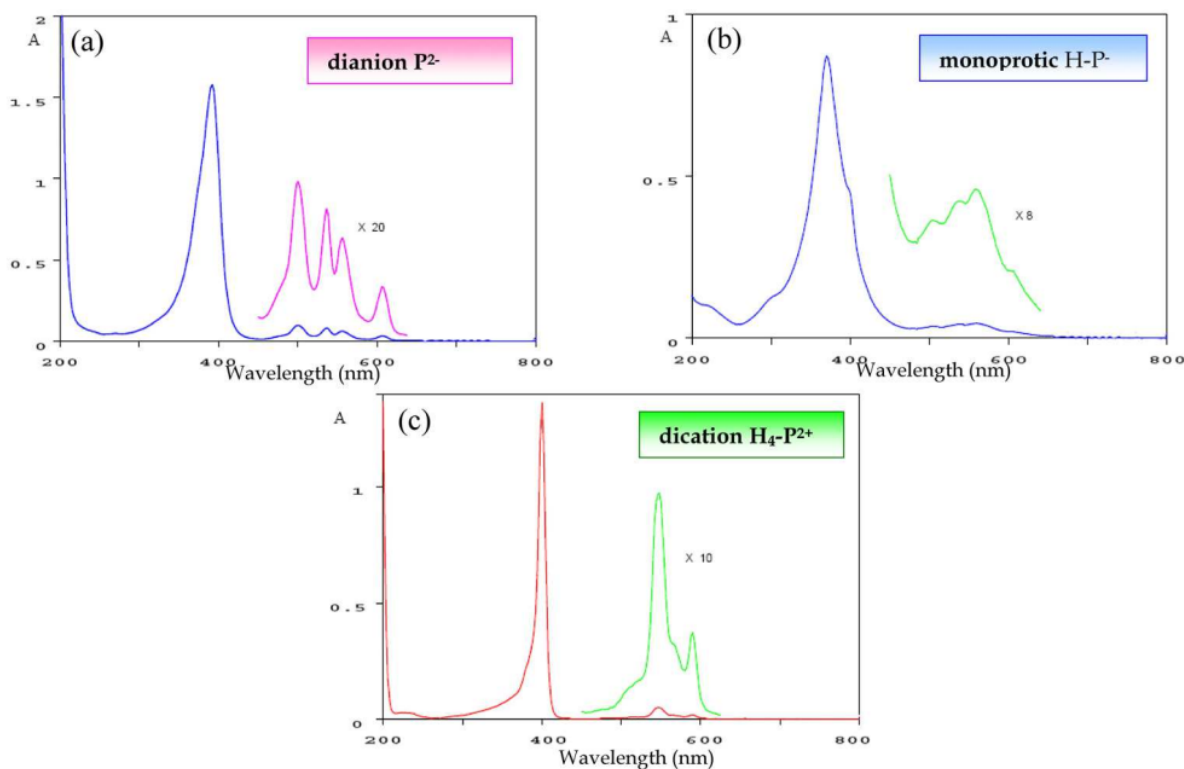 2
A
(a)
dianion P²⁻
1.5
1
X 20
0.5
0
200
400
600
800
Wavelength (nm)
1
A
(b)
monoprotic H-P⁻
0.5
X 8
0
200
400
600
800
Wavelength (nm)
A
(c)
dication H₄-P²⁺
1
X 10
0.5
0
200
400
600
800
Wavelength (nm)